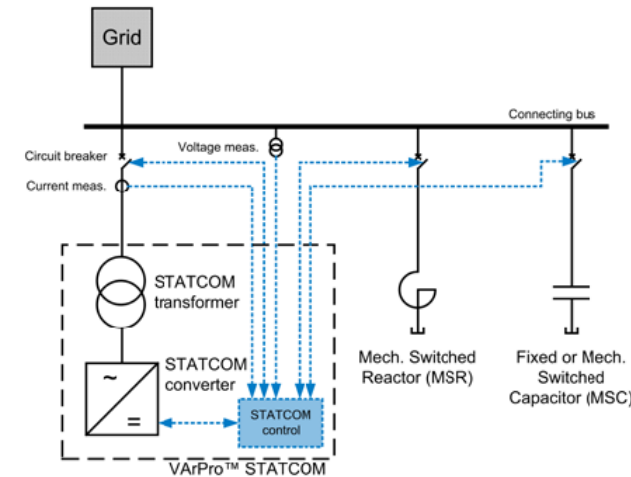 Grid
Connecting bus
Circuit breaker
Voltage meas.
Current meas.
STATCOM
transformer
STATCOM
converter
~
=
STATCOM
control
VArPro™ STATCOM
Mech. Switched
Reactor (MSR)
Fixed or Mech.
Switched
Capacitor (MSC)